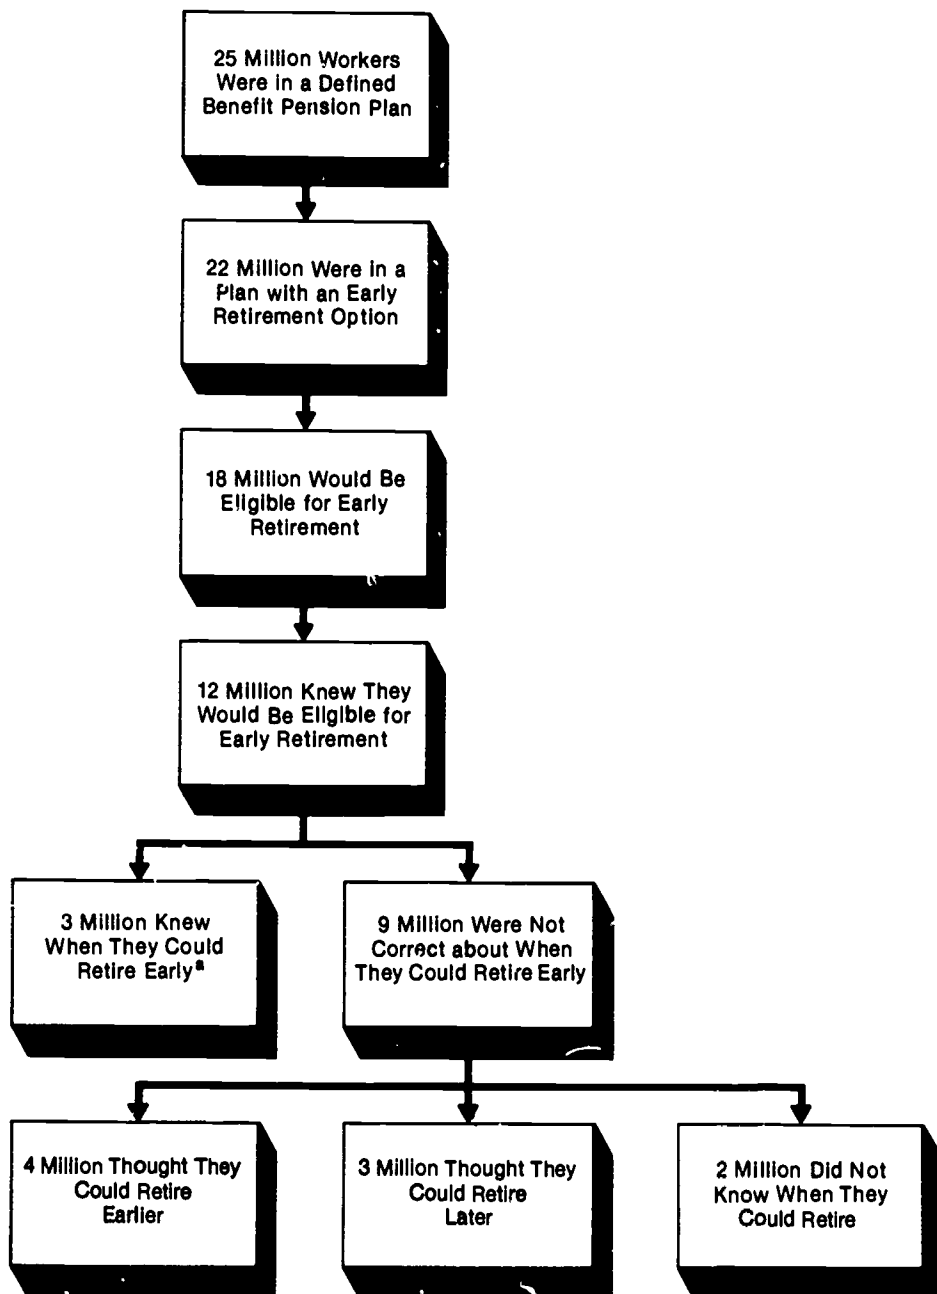 25 Million Workers
Were in a Defined
Benefit Pension Plan
22 Million Were in a
Plan with an Early
Retirement Option
18 Million Would Be
Eligible for Early
Retirement
12 Million Knew They
Would Be Eligible for
Early Retirement
3 Million Knew
When They Could
Retire Early^a
9 Million Were Not
Correct about When
They Could Retire Early
4 Million Thought They
Could Retire
Earlier
3 Million Thought They
Could Retire
Later
2 Million Did Not
Know When They
Could Retire